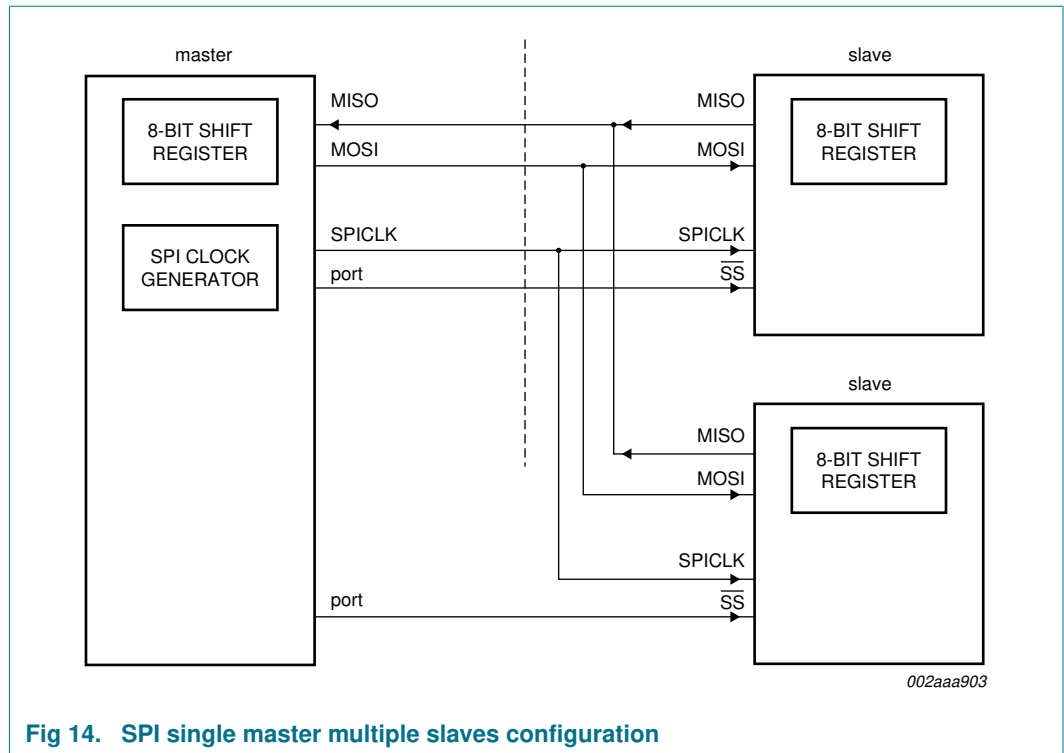 master
slave
8-BIT SHIFT
REGISTER
SPI CLOCK
GENERATOR
MISO
MOSI
SPICLK
port
MISO
MOSI
SPICLK
SS
8-BIT SHIFT
REGISTER
slave
MISO
MOSI
SPICLK
SS
8-BIT SHIFT
REGISTER
port
002aaa903
Fig 14. SPI single master multiple slaves configuration